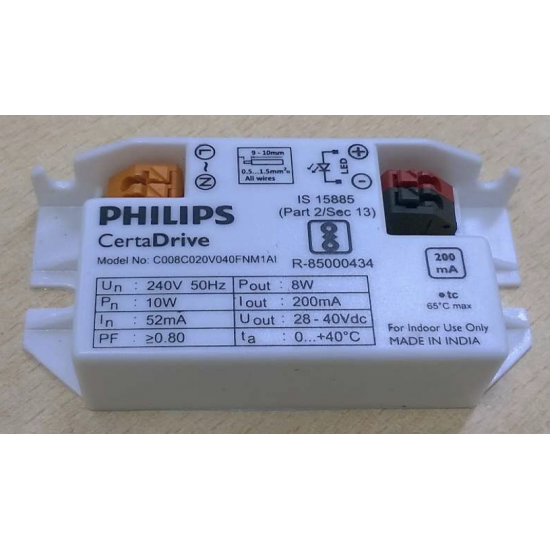 L
~
N
9 - 10mm
0.5...1.5mm²
All wires
LED
+
-
IS 15885
(Part 2/Sec 13)
R-85000434
PHILIPS
CertaDrive
Model No: C008C020V040FNM1AI
Un : 240V 50Hz Pout : 8W
Pn : 10W Iout : 200mA
In : 52mA Uout : 28 - 40Vdc
PF : ≥0.80 ta : 0...+40°C
200
mA
• tc
65°C max
For Indoor Use Only
MADE IN INDIA